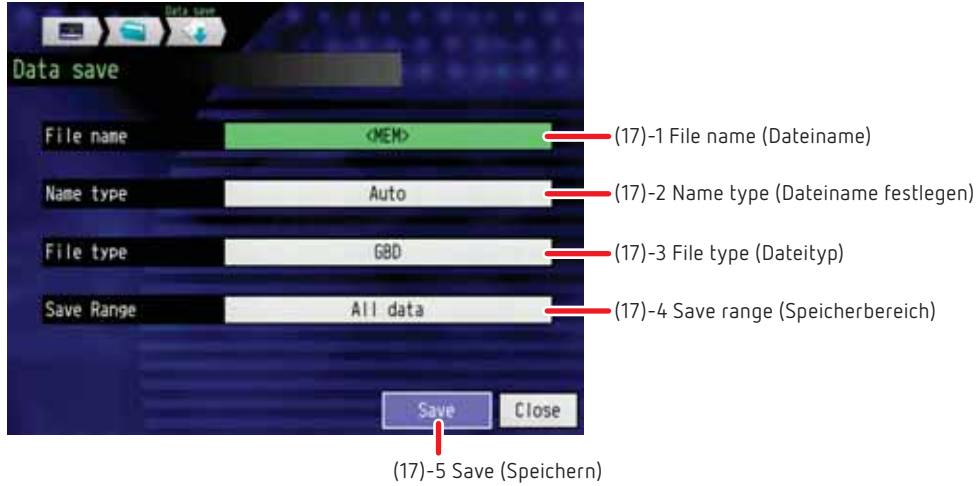 Data save
Data save
File name <MEM> (17)-1 File name (Dateiname)
Name type Auto (17)-2 Name type (Dateiname festlegen)
File type GBD (17)-3 File type (Dateityp)
Save Range All data (17)-4 Save range (Speicherbereich)
Save Close
(17)-5 Save (Speichern)